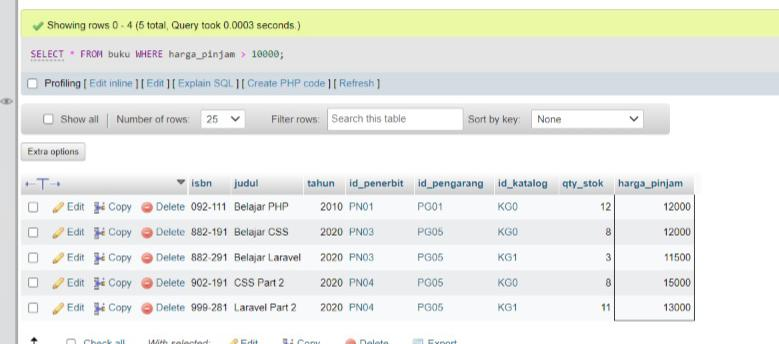 Showing rows 0 - 4 (5 total, Query took 0.0003 seconds.)
SELECT * FROM buku WHERE harga_pinjam > 10000;
Profiling [ Edit inline ] [ Edit ] [ Explain SQL ] [ Create PHP code ] [ Refresh ]
Show all Number of rows: 25 Filter rows: Search this table Sort by key: None
Extra options
←T→ isbn judul tahun id_penerbit id_pengarang id_katalog qty_stok harga_pinjam
Edit Copy Delete 092-111 Belajar PHP 2010 PN01 PG01 KG0 12 12000
Edit Copy Delete 882-191 Belajar CSS 2020 PN03 PG05 KG0 8 12000
Edit Copy Delete 882-291 Belajar Laravel 2020 PN03 PG05 KG1 3 11500
Edit Copy Delete 902-191 CSS Part 2 2020 PN04 PG05 KG0 8 15000
Edit Copy Delete 999-281 Laravel Part 2 2020 PN04 PG05 KG1 11 13000
Check all With selected: Edit Copy Delete Export